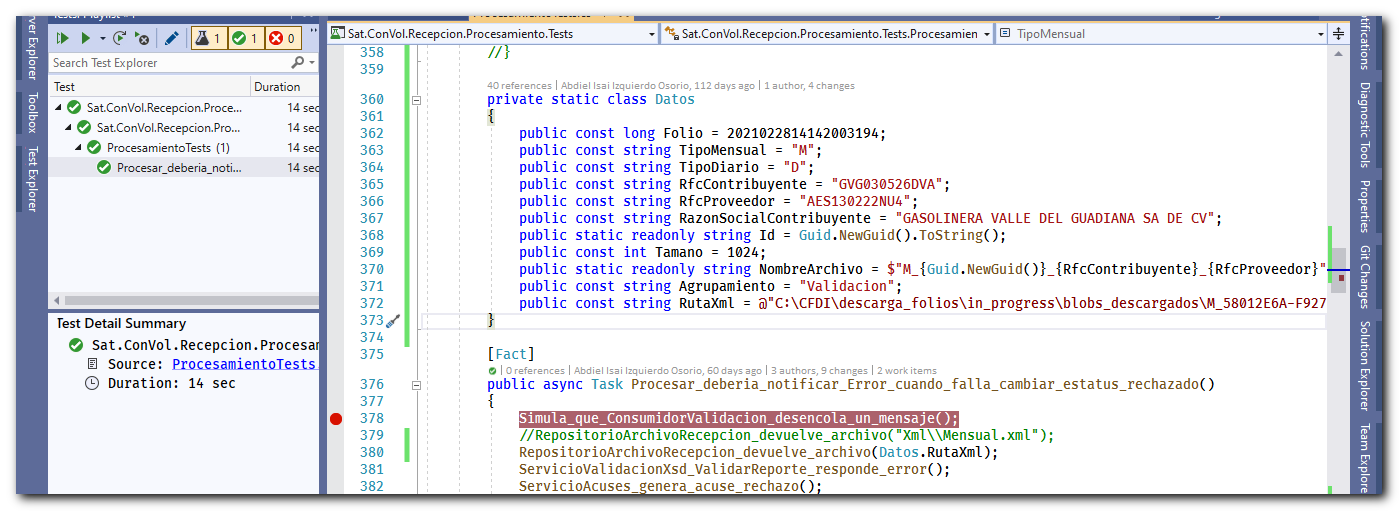 Server Explorer
Toolbox
Test Explorer
1 1 0
Search Test Explorer
Test Duration
Sat.ConVol.Recepcion.Proce... 14 sec
Sat.ConVol.Recepcion.Pro... 14 sec
ProcesamientoTests (1) 14 sec
Procesar_deberia_noti... 14 sec
Test Detail Summary
Sat.ConVol.Recepcion.Procesam
Source: ProcesamientoTests.
Duration: 14 sec
Sat.ConVol.Recepcion.Procesamiento.Tests Sat.ConVol.Recepcion.Procesamiento.Tests.Procesamien TipoMensual
358 //}
359
40 references | Abdiel Isai Izquierdo Osorio, 112 days ago | 1 author, 4 changes
360 private static class Datos
361 {
362 public const long Folio = 2021022814142003194;
363 public const string TipoMensual = "M";
364 public const string TipoDiario = "D";
365 public const string RfcContribuyente = "GVG030526DVA";
366 public const string RfcProveedor = "AES130222NU4";
367 public const string RazonSocialContribuyente = "GASOLINERA VALLE DEL GUADIANA SA DE CV";
368 public static readonly string Id = Guid.NewGuid().ToString();
369 public const int Tamano = 1024;
370 public static readonly string NombreArchivo = $"M_{Guid.NewGuid()}_{RfcContribuyente}_{RfcProveedor}"
371 public const string Agrupamiento = "Validacion";
372 public const string RutaXml = @"C:\CFDI\descarga_folios\in_progress\blobs_descargados\M_58012E6A-F927
373 }
374
375 [Fact]
0 references | Abdiel Isai Izquierdo Osorio, 60 days ago | 3 authors, 9 changes | 2 work items
376 public async Task Procesar_deberia_notificar_Error_cuando_falla_cambiar_estatus_rechazado()
377 {
378 Simula_que_ConsumidorValidacion_desencola_un_mensaje();
379 //RepositorioArchivoRecepcion_devuelve_archivo("Xml\\Mensual.xml");
380 RepositorioArchivoRecepcion_devuelve_archivo(Datos.RutaXml);
381 ServicioValidacionXsd_ValidarReporte_responde_error();
382 ServicioAcuses_genera_acuse_rechazo();
Notifications
Diagnostic Tools
Properties
Git Changes
Solution Explorer
Team Explorer